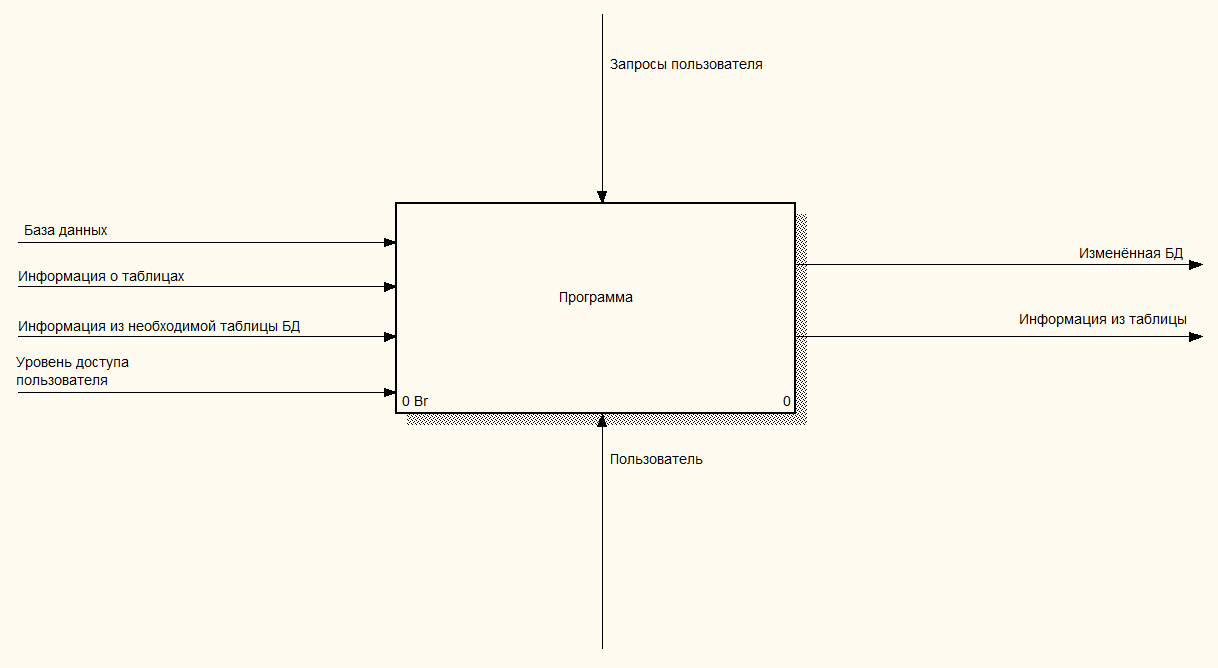 Запросы пользователя
База данных
Изменённая БД
Информация о таблицах
Программа
Информация из таблицы
Информация из необходимой таблицы БД
Уровень доступа
пользователя
0 Br
0
Пользователь